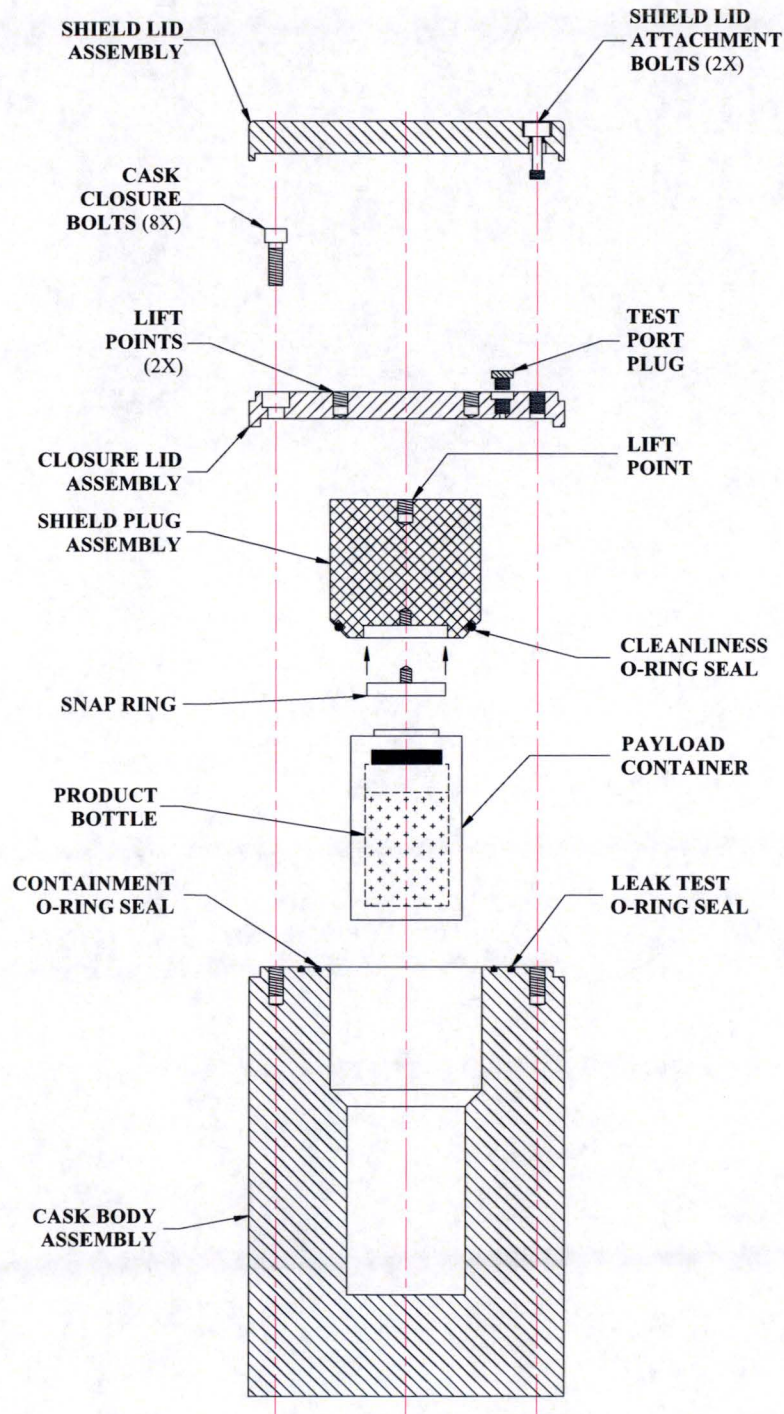 SHIELD LID
ASSEMBLY
SHIELD LID
ATTACHMENT
BOLTS (2X)
CASK
CLOSURE
BOLTS (8X)
LIFT
POINTS
(2X)
TEST
PORT
PLUG
CLOSURE LID
ASSEMBLY
LIFT
POINT
SHIELD PLUG
ASSEMBLY
CLEANLINESS
O-RING SEAL
SNAP RING
PAYLOAD
CONTAINER
PRODUCT
BOTTLE
CONTAINMENT
O-RING SEAL
LEAK TEST
O-RING SEAL
CASK BODY
ASSEMBLY